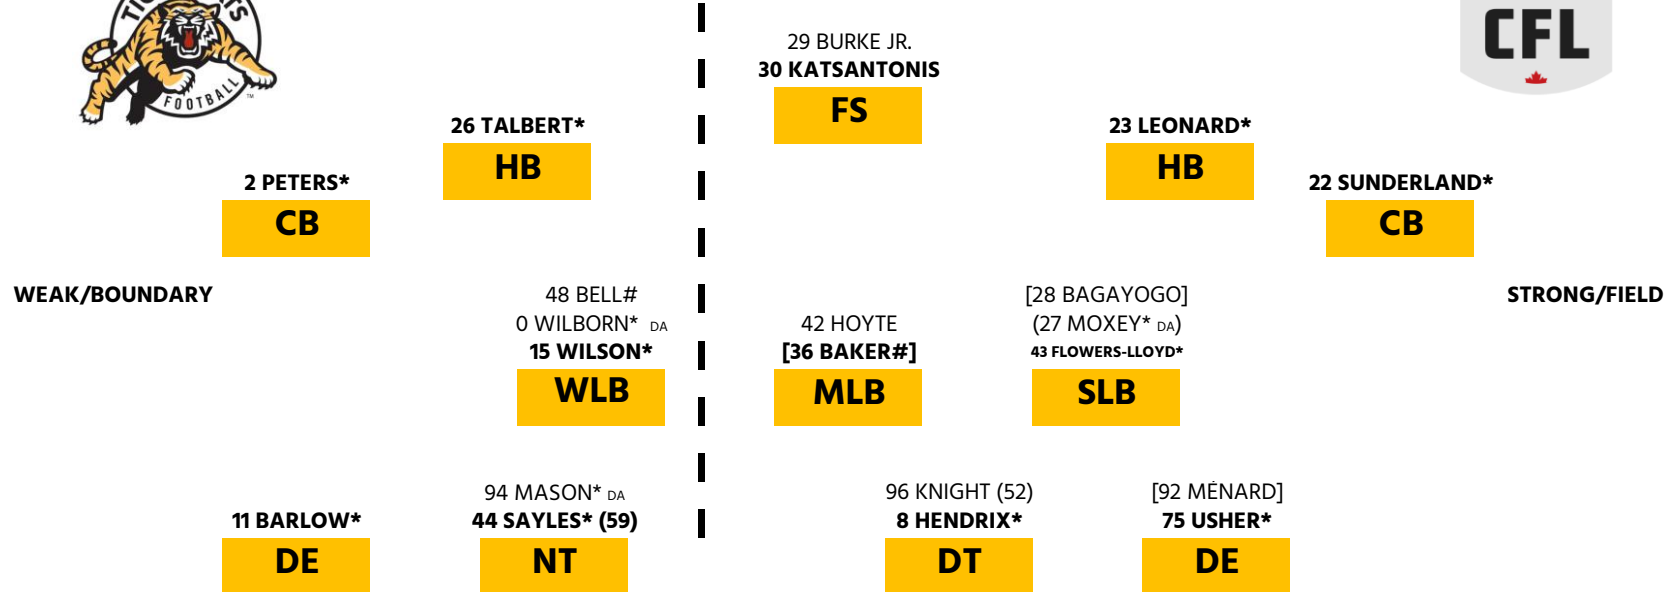 FOOTBALL
TM
CFL
29 BURKE JR.
30 KATSANTONIS
FS
26 TALBERT*
HB
23 LEONARD*
HB
2 PETERS*
CB
22 SUNDERLAND*
CB
WEAK/BOUNDARY
STRONG/FIELD
48 BELL#
0 WILBORN* DA
15 WILSON*
WLB
42 HOYTE
[36 BAKER#]
MLB
[28 BAGAYOGO]
(27 MOXEY* DA)
43 FLOWERS-LLOYD*
SLB
11 BARLOW*
DE
94 MASON* DA
44 SAYLES* (59)
NT
96 KNIGHT (52)
8 HENDRIX*
DT
[92 MÉNARD]
75 USHER*
DE